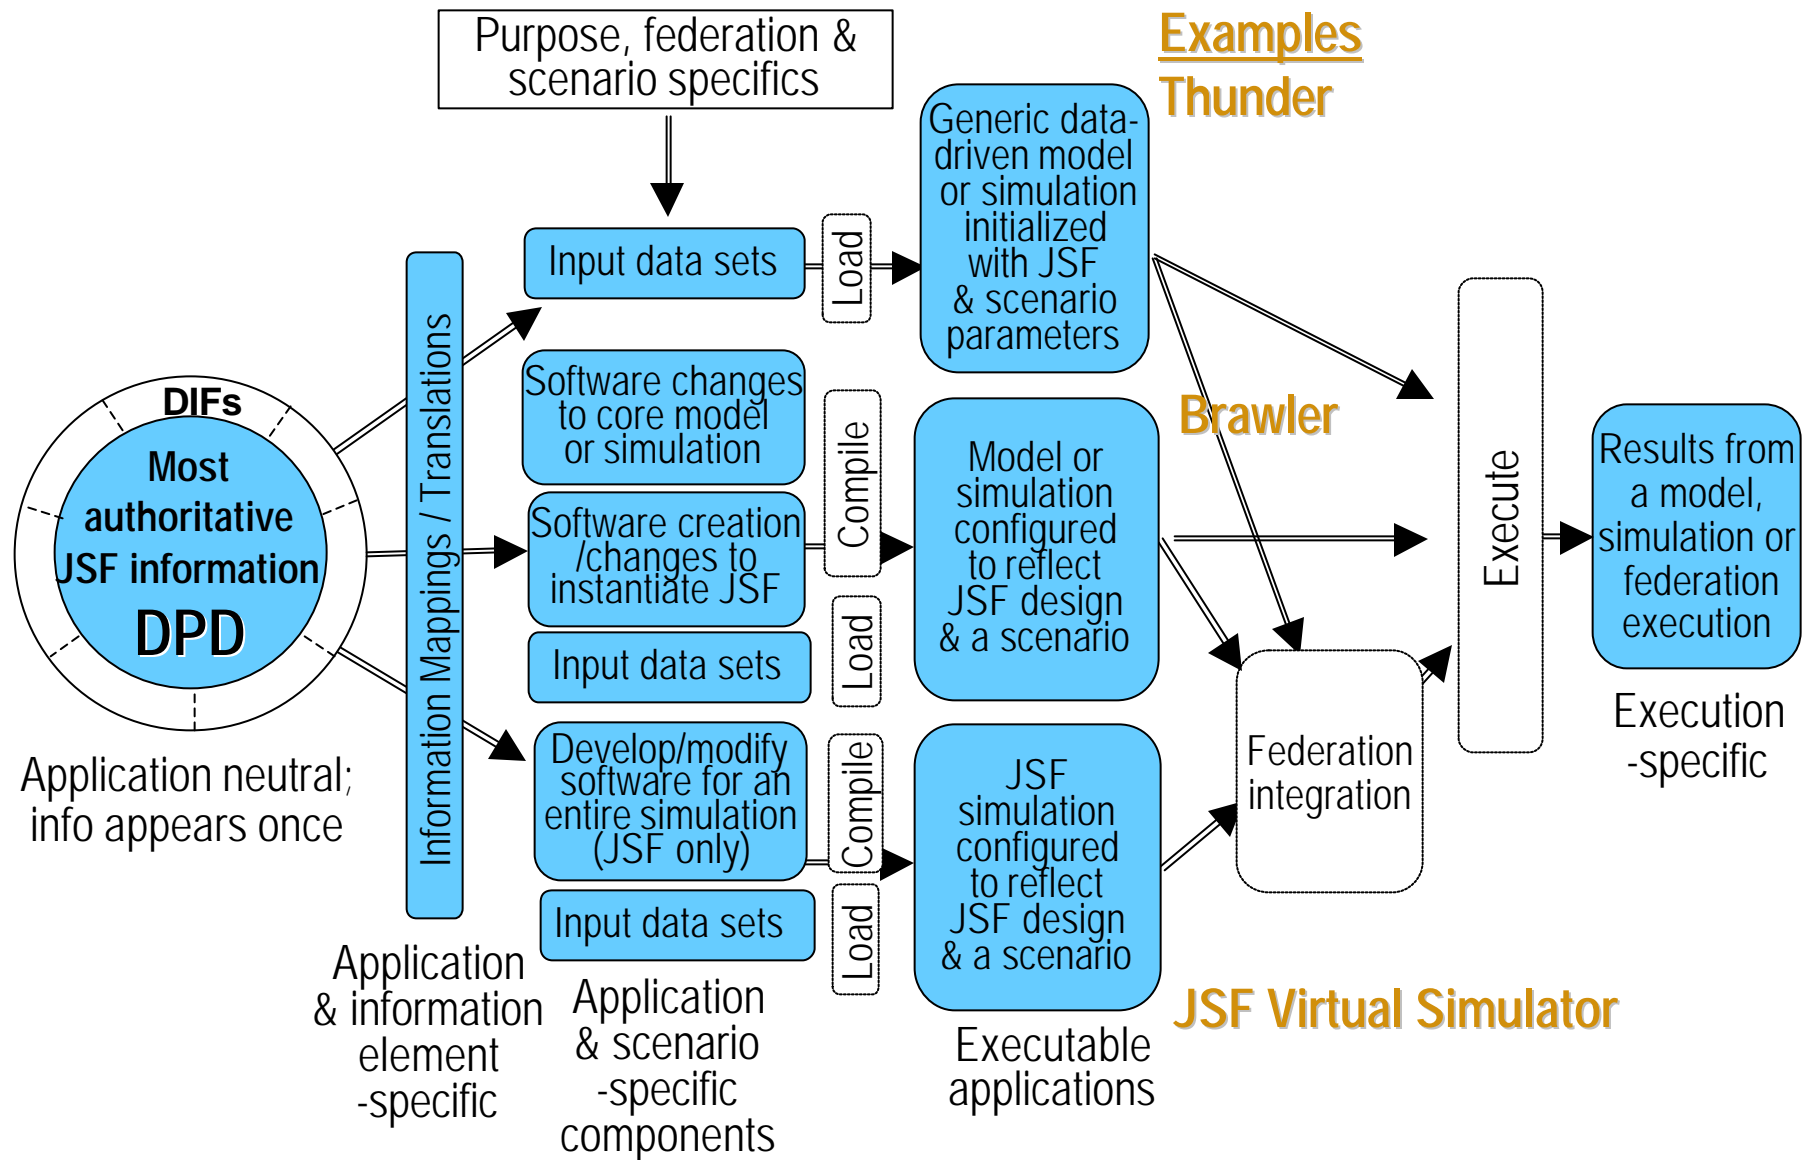 Purpose, federation &
scenario specifics
Examples
Thunder
Generic data-
driven model
or simulation
initialized
with JSF
& scenario
parameters
Input data sets
Load
DIFs
Most
authoritative
JSF information
DPD
Application neutral;
info appears once
Information Mappings / Translations
Software changes
to core model
or simulation
Software creation
/changes to
instantiate JSF
Input data sets
Compile
Load
Brawler
Model or
simulation
configured
to reflect
JSF design
& a scenario
Develop/modify
software for an
entire simulation
(JSF only)
Input data sets
Compile
Load
JSF
simulation
configured
to reflect
JSF design
& a scenario
Federation
integration
Execute
Results from
a model,
simulation or
federation
execution
Execution
-specific
JSF Virtual Simulator
Application
& information
element
-specific
Application
& scenario
-specific
components
Executable
applications